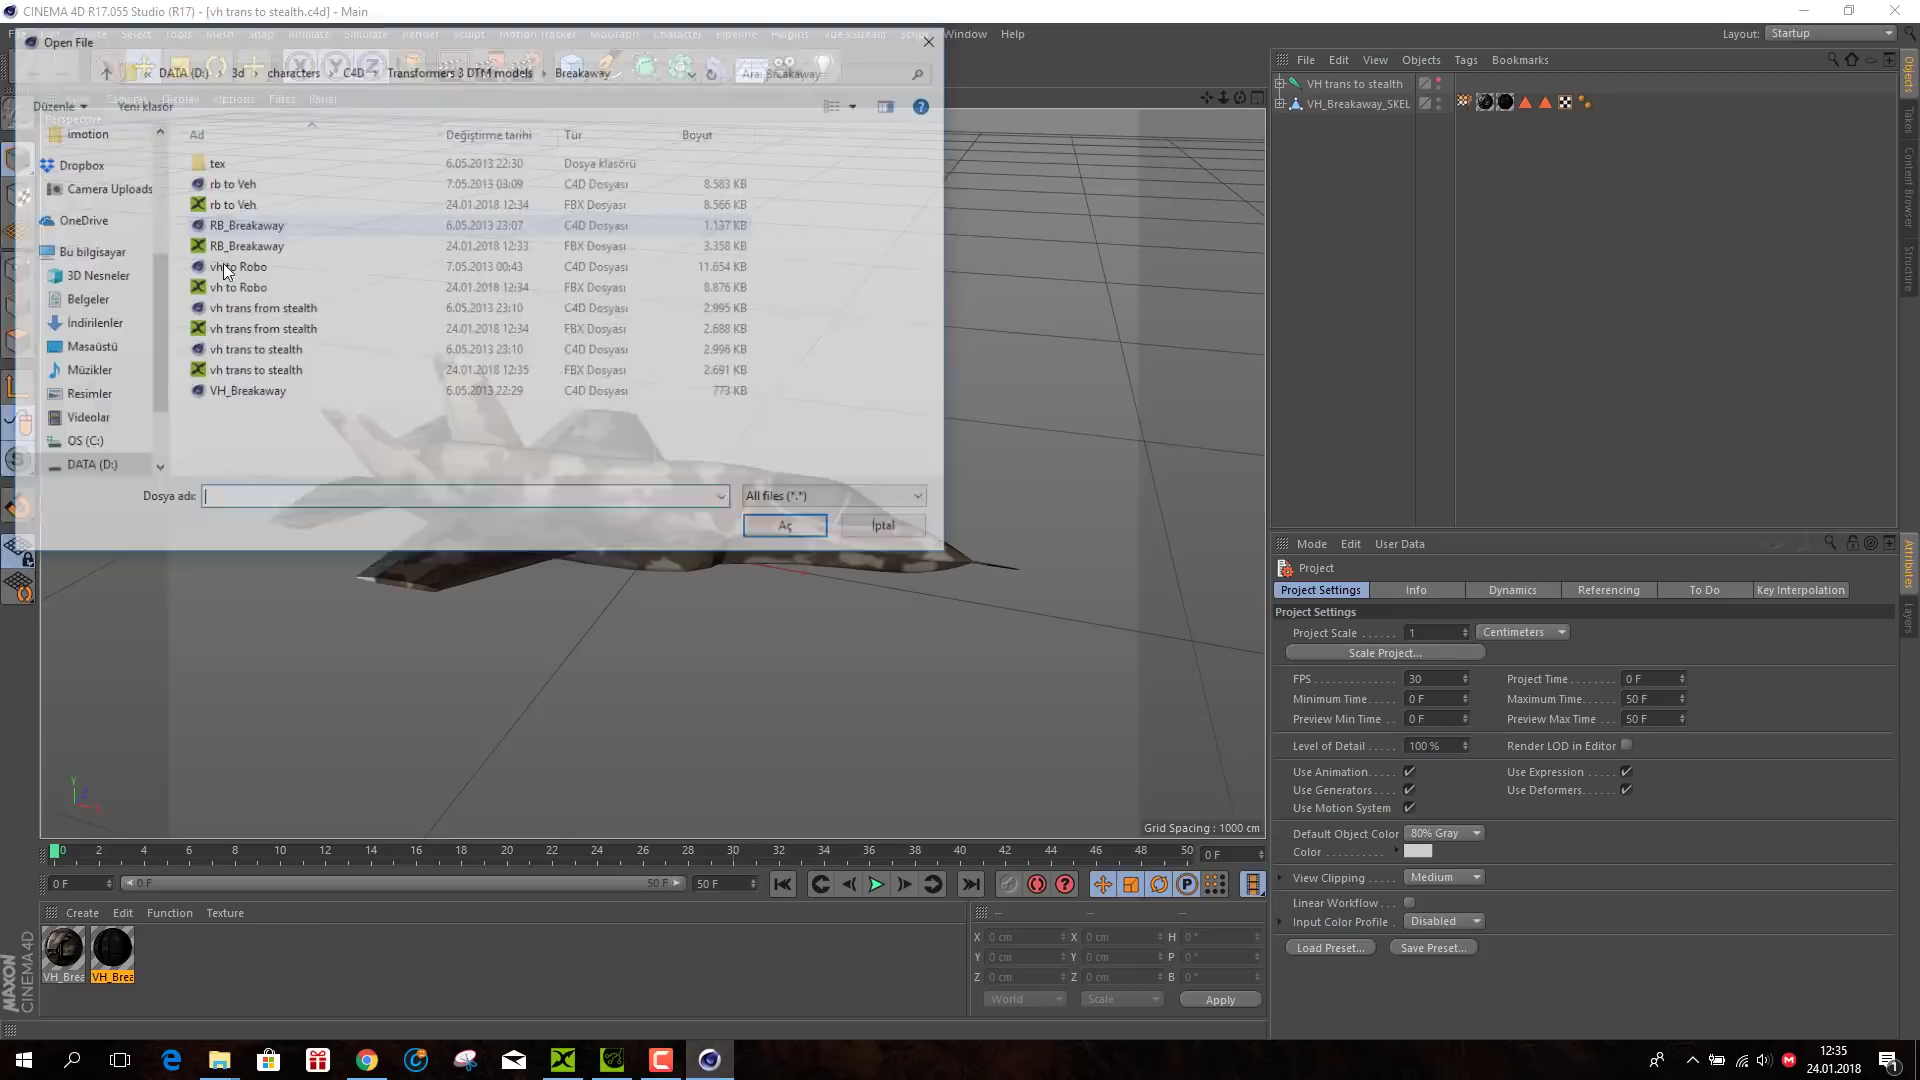 CINEMA 4D R17.055 Studio (R17) - [vh trans to stealth.c4d] - Main
Window Help
Layout: Startup
Open File
DATA (D:) › 3d › characters › C4D › Transformers 3 DTM models › Breakaway
Ara: Breakaway
Düzenle Yeni klasör
Perspective
Ad Değiştirme tarihi Tür Boyut
imotion
Dropbox
Camera Uploads
OneDrive
Bu bilgisayar
3D Nesneler
Belgeler
İndirilenler
Masaüstü
Müzikler
Resimler
Videolar
OS (C:)
DATA (D:)
tex 6.05.2013 22:30 Dosya klasörü
rb to Veh 7.05.2013 03:09 C4D Dosyası 8.583 KB
rb to Veh 24.01.2018 12:34 FBX Dosyası 8.566 KB
RB_Breakaway 6.05.2013 23:07 C4D Dosyası 1.137 KB
RB_Breakaway 24.01.2018 12:33 FBX Dosyası 3.358 KB
vh to Robo 7.05.2013 00:43 C4D Dosyası 11.654 KB
vh to Robo 24.01.2018 12:34 FBX Dosyası 8.876 KB
vh trans from stealth 6.05.2013 23:10 C4D Dosyası 2.995 KB
vh trans from stealth 24.01.2018 12:34 FBX Dosyası 2.688 KB
vh trans to stealth 6.05.2013 23:10 C4D Dosyası 2.996 KB
vh trans to stealth 24.01.2018 12:35 FBX Dosyası 2.691 KB
VH_Breakaway 6.05.2013 22:29 C4D Dosyası 773 KB
Dosya adı: All files (*.*)
Aç İptal
File Edit View Objects Tags Bookmarks
VH trans to stealth
VH_Breakaway_SKEL
Objects
Takes
Content Browser
Structure
Mode Edit User Data
Project
Project Settings Info Dynamics Referencing To Do Key Interpolation
Project Settings
Project Scale 1 Centimeters
Scale Project...
FPS 30 Project Time 0 F
Minimum Time 0 F Maximum Time 50 F
Preview Min Time 0 F Preview Max Time 50 F
Level of Detail 100 % Render LOD in Editor
Use Animation Use Expression
Use Generators Use Deformers
Use Motion System
Default Object Color 80% Gray
Color
View Clipping Medium
Linear Workflow
Input Color Profile Disabled
Load Preset... Save Preset...
Attributes
Layers
Y
Z
X
Grid Spacing : 1000 cm
0 2 4 6 8 10 12 14 16 18 20 22 24 26 28 30 32 34 36 38 40 42 44 46 48 50 0 F
0 F 0 F 50 F 50 F
Create Edit Function Texture
VH_Brea VH_Brea
-- -- --
X 0 cm X 0 cm H 0 °
Y 0 cm Y 0 cm P 0 °
Z 0 cm Z 0 cm B 0 °
World Scale Apply
MAXON
CINEMA 4D
12:35
24.01.2018
1